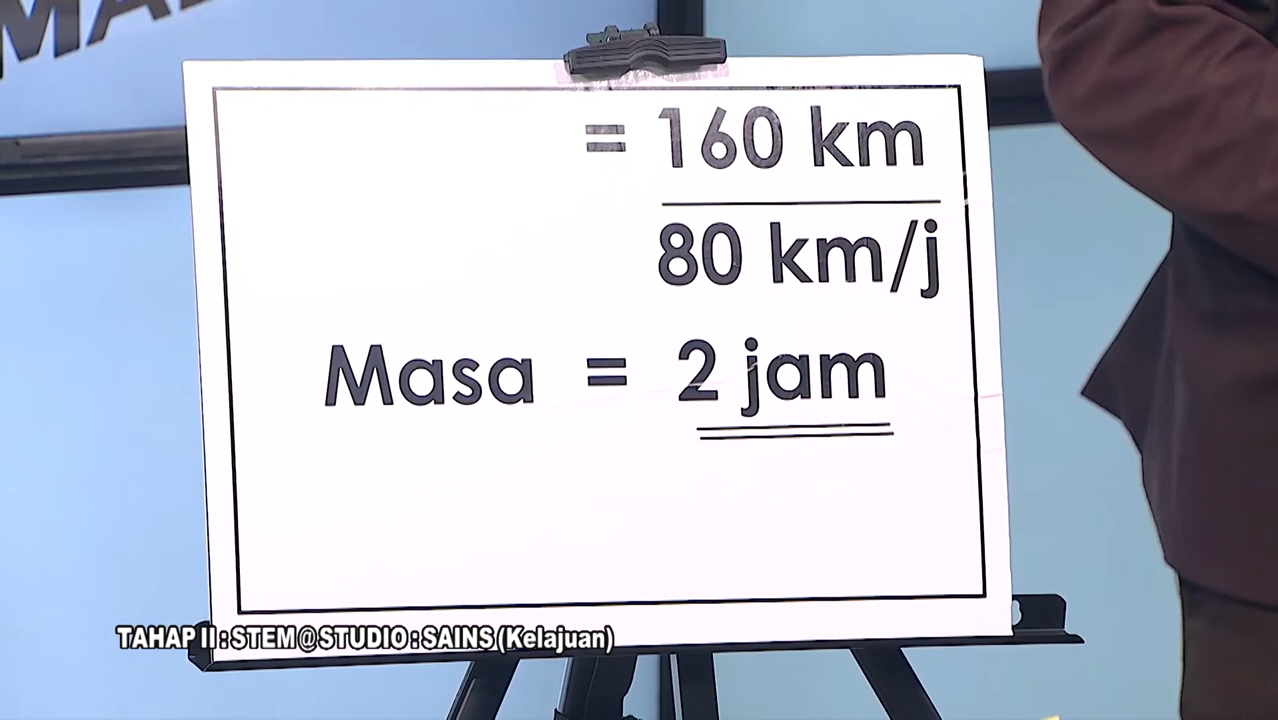 = 160 km
80 km/j
Masa = 2 jam
TAHAP II : STEM@STUDIO : SAINS (Kelajuan)